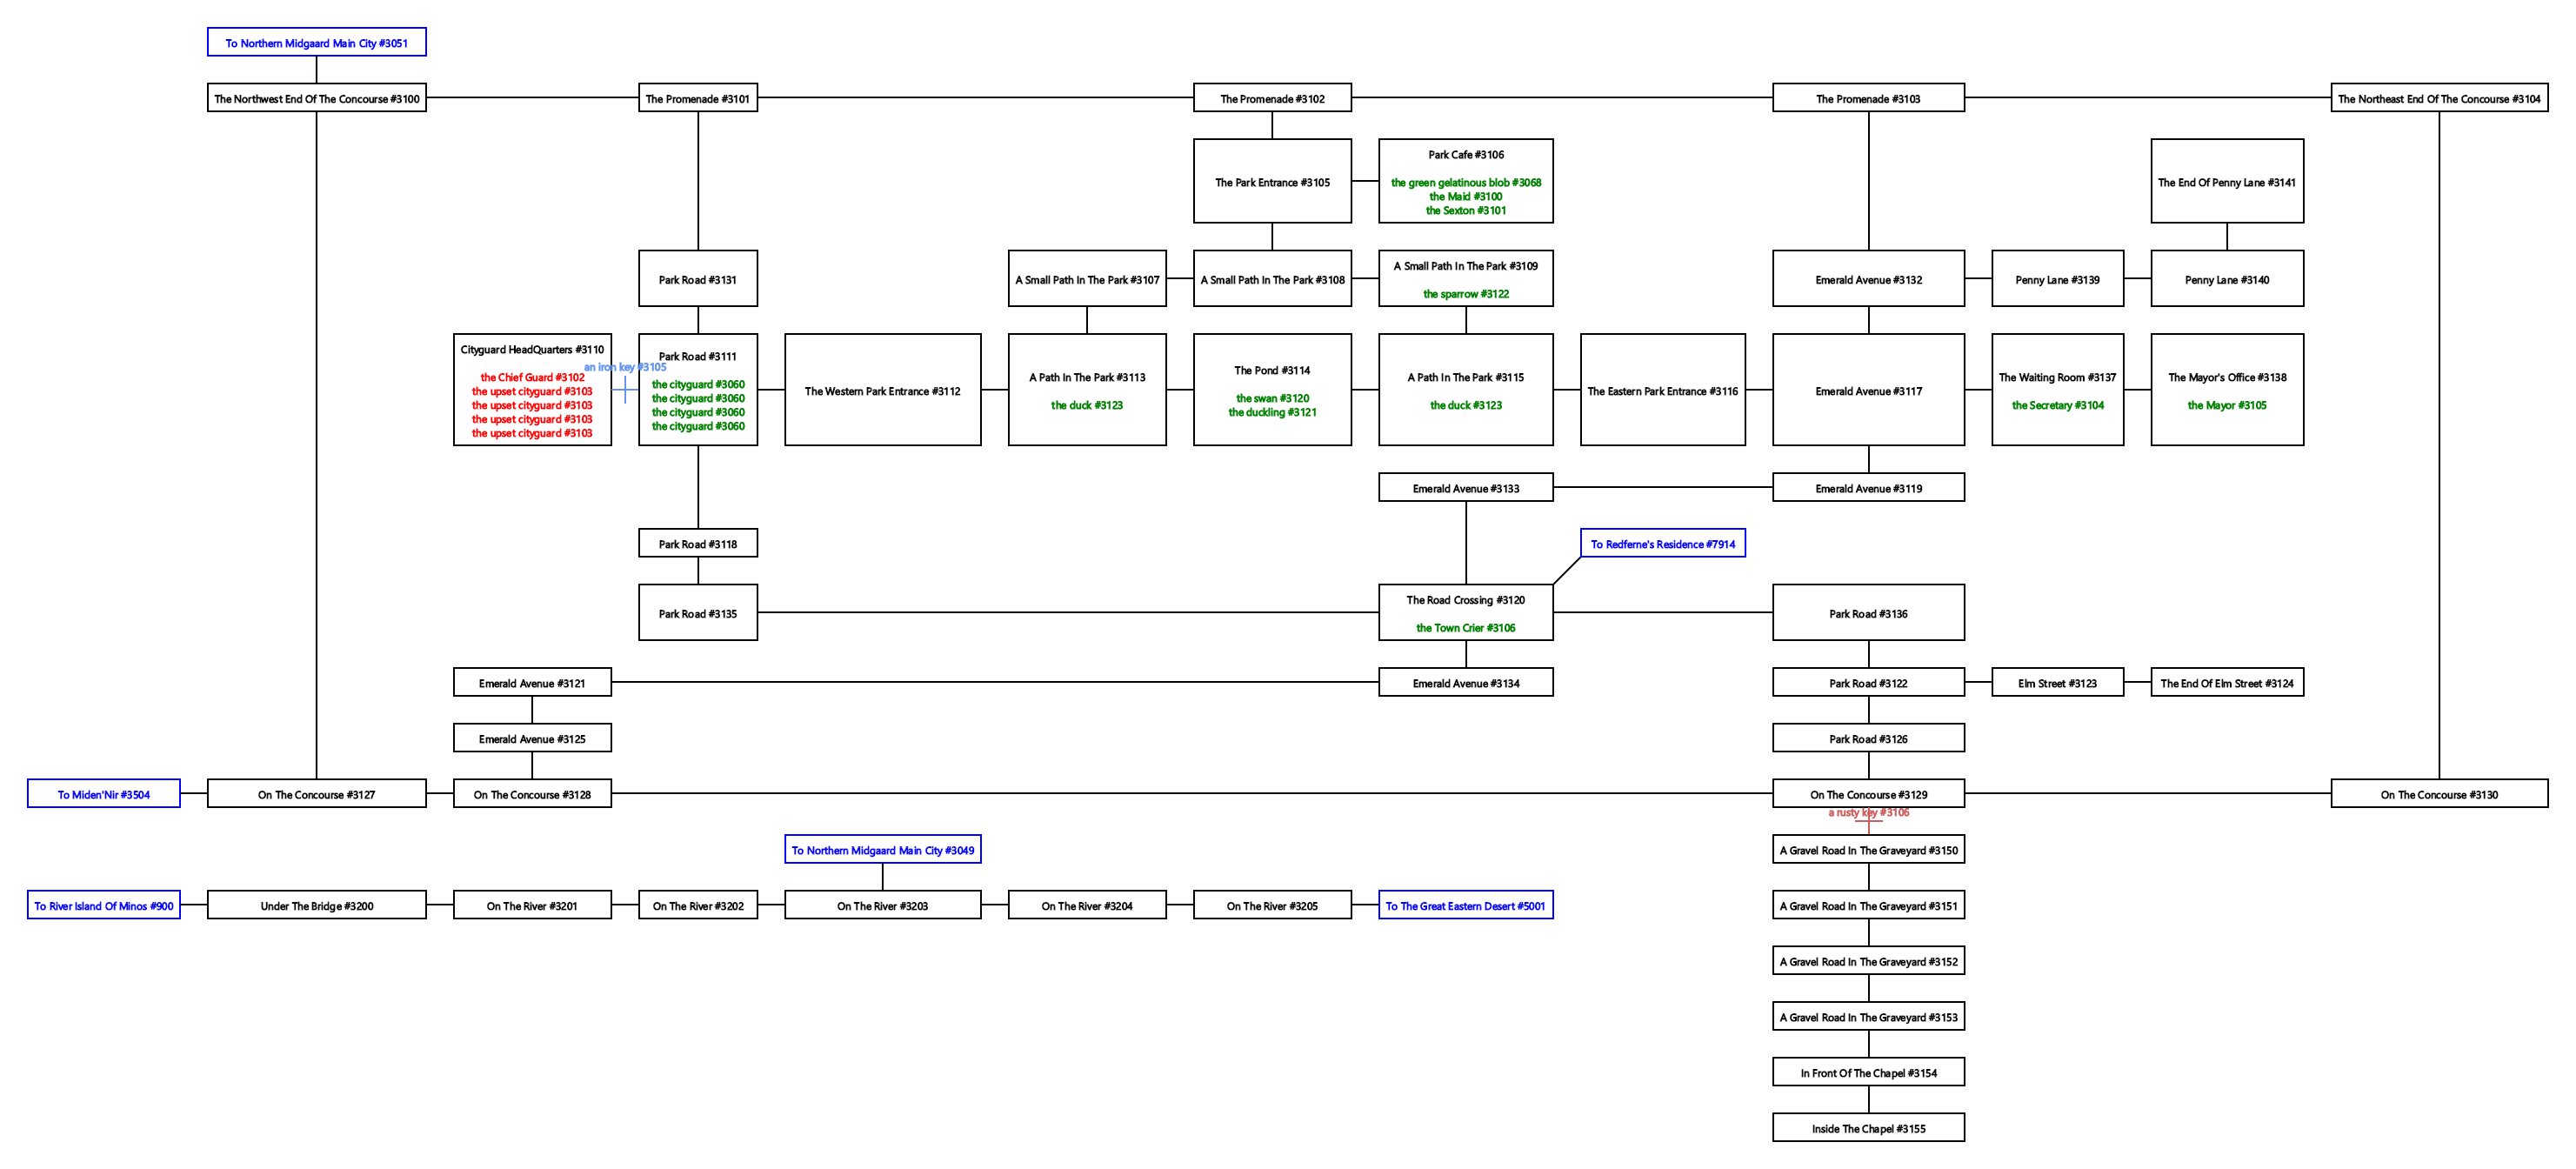 To Northern Midgaard Main City #3051
The Northwest End Of The Concourse #3100
The Promenade #3101
The Promenade #3102
The Promenade #3103
The Northeast End Of The Concourse #3104
The Park Entrance #3105
Park Cafe #3106
the green gelatinous blob #3068
the Maid #3100
the Sexton #3101
The End Of Penny Lane #3141
Park Road #3131
A Small Path In The Park #3107
A Small Path In The Park #3108
A Small Path In The Park #3109
the sparrow #3122
Emerald Avenue #3132
Penny Lane #3139
Penny Lane #3140
Cityguard HeadQuarters #3110
the Chief Guard #3102
the upset cityguard #3103
the upset cityguard #3103
the upset cityguard #3103
the upset cityguard #3103
an iron key #3105
Park Road #3111
the cityguard #3060
the cityguard #3060
the cityguard #3060
the cityguard #3060
The Western Park Entrance #3112
A Path In The Park #3113
the duck #3123
The Pond #3114
the swan #3120
the duckling #3121
A Path In The Park #3115
the duck #3123
The Eastern Park Entrance #3116
Emerald Avenue #3117
The Waiting Room #3137
the Secretary #3104
The Mayor's Office #3138
the Mayor #3105
Emerald Avenue #3133
Emerald Avenue #3119
Park Road #3118
To Redferne's Residence #7914
Park Road #3135
The Road Crossing #3120
the Town Crier #3106
Park Road #3136
Emerald Avenue #3121
Emerald Avenue #3134
Park Road #3122
Elm Street #3123
The End Of Elm Street #3124
Emerald Avenue #3125
Park Road #3126
To Miden'Nir #3504
On The Concourse #3127
On The Concourse #3128
On The Concourse #3129
On The Concourse #3130
a rusty key #3106
To Northern Midgaard Main City #3049
A Gravel Road In The Graveyard #3150
To River Island Of Minos #900
Under The Bridge #3200
On The River #3201
On The River #3202
On The River #3203
On The River #3204
On The River #3205
To The Great Eastern Desert #5001
A Gravel Road In The Graveyard #3151
A Gravel Road In The Graveyard #3152
A Gravel Road In The Graveyard #3153
In Front Of The Chapel #3154
Inside The Chapel #3155